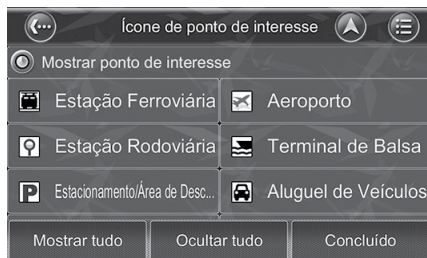 Ícone de ponto de interesse
Mostrar ponto de interesse
Estação Ferroviária Aeroporto
Estação Rodoviária Terminal de Balsa
P Estacionamento/Área de Desc... Aluguel de Veículos
Mostrar tudo Ocultar tudo Concluído